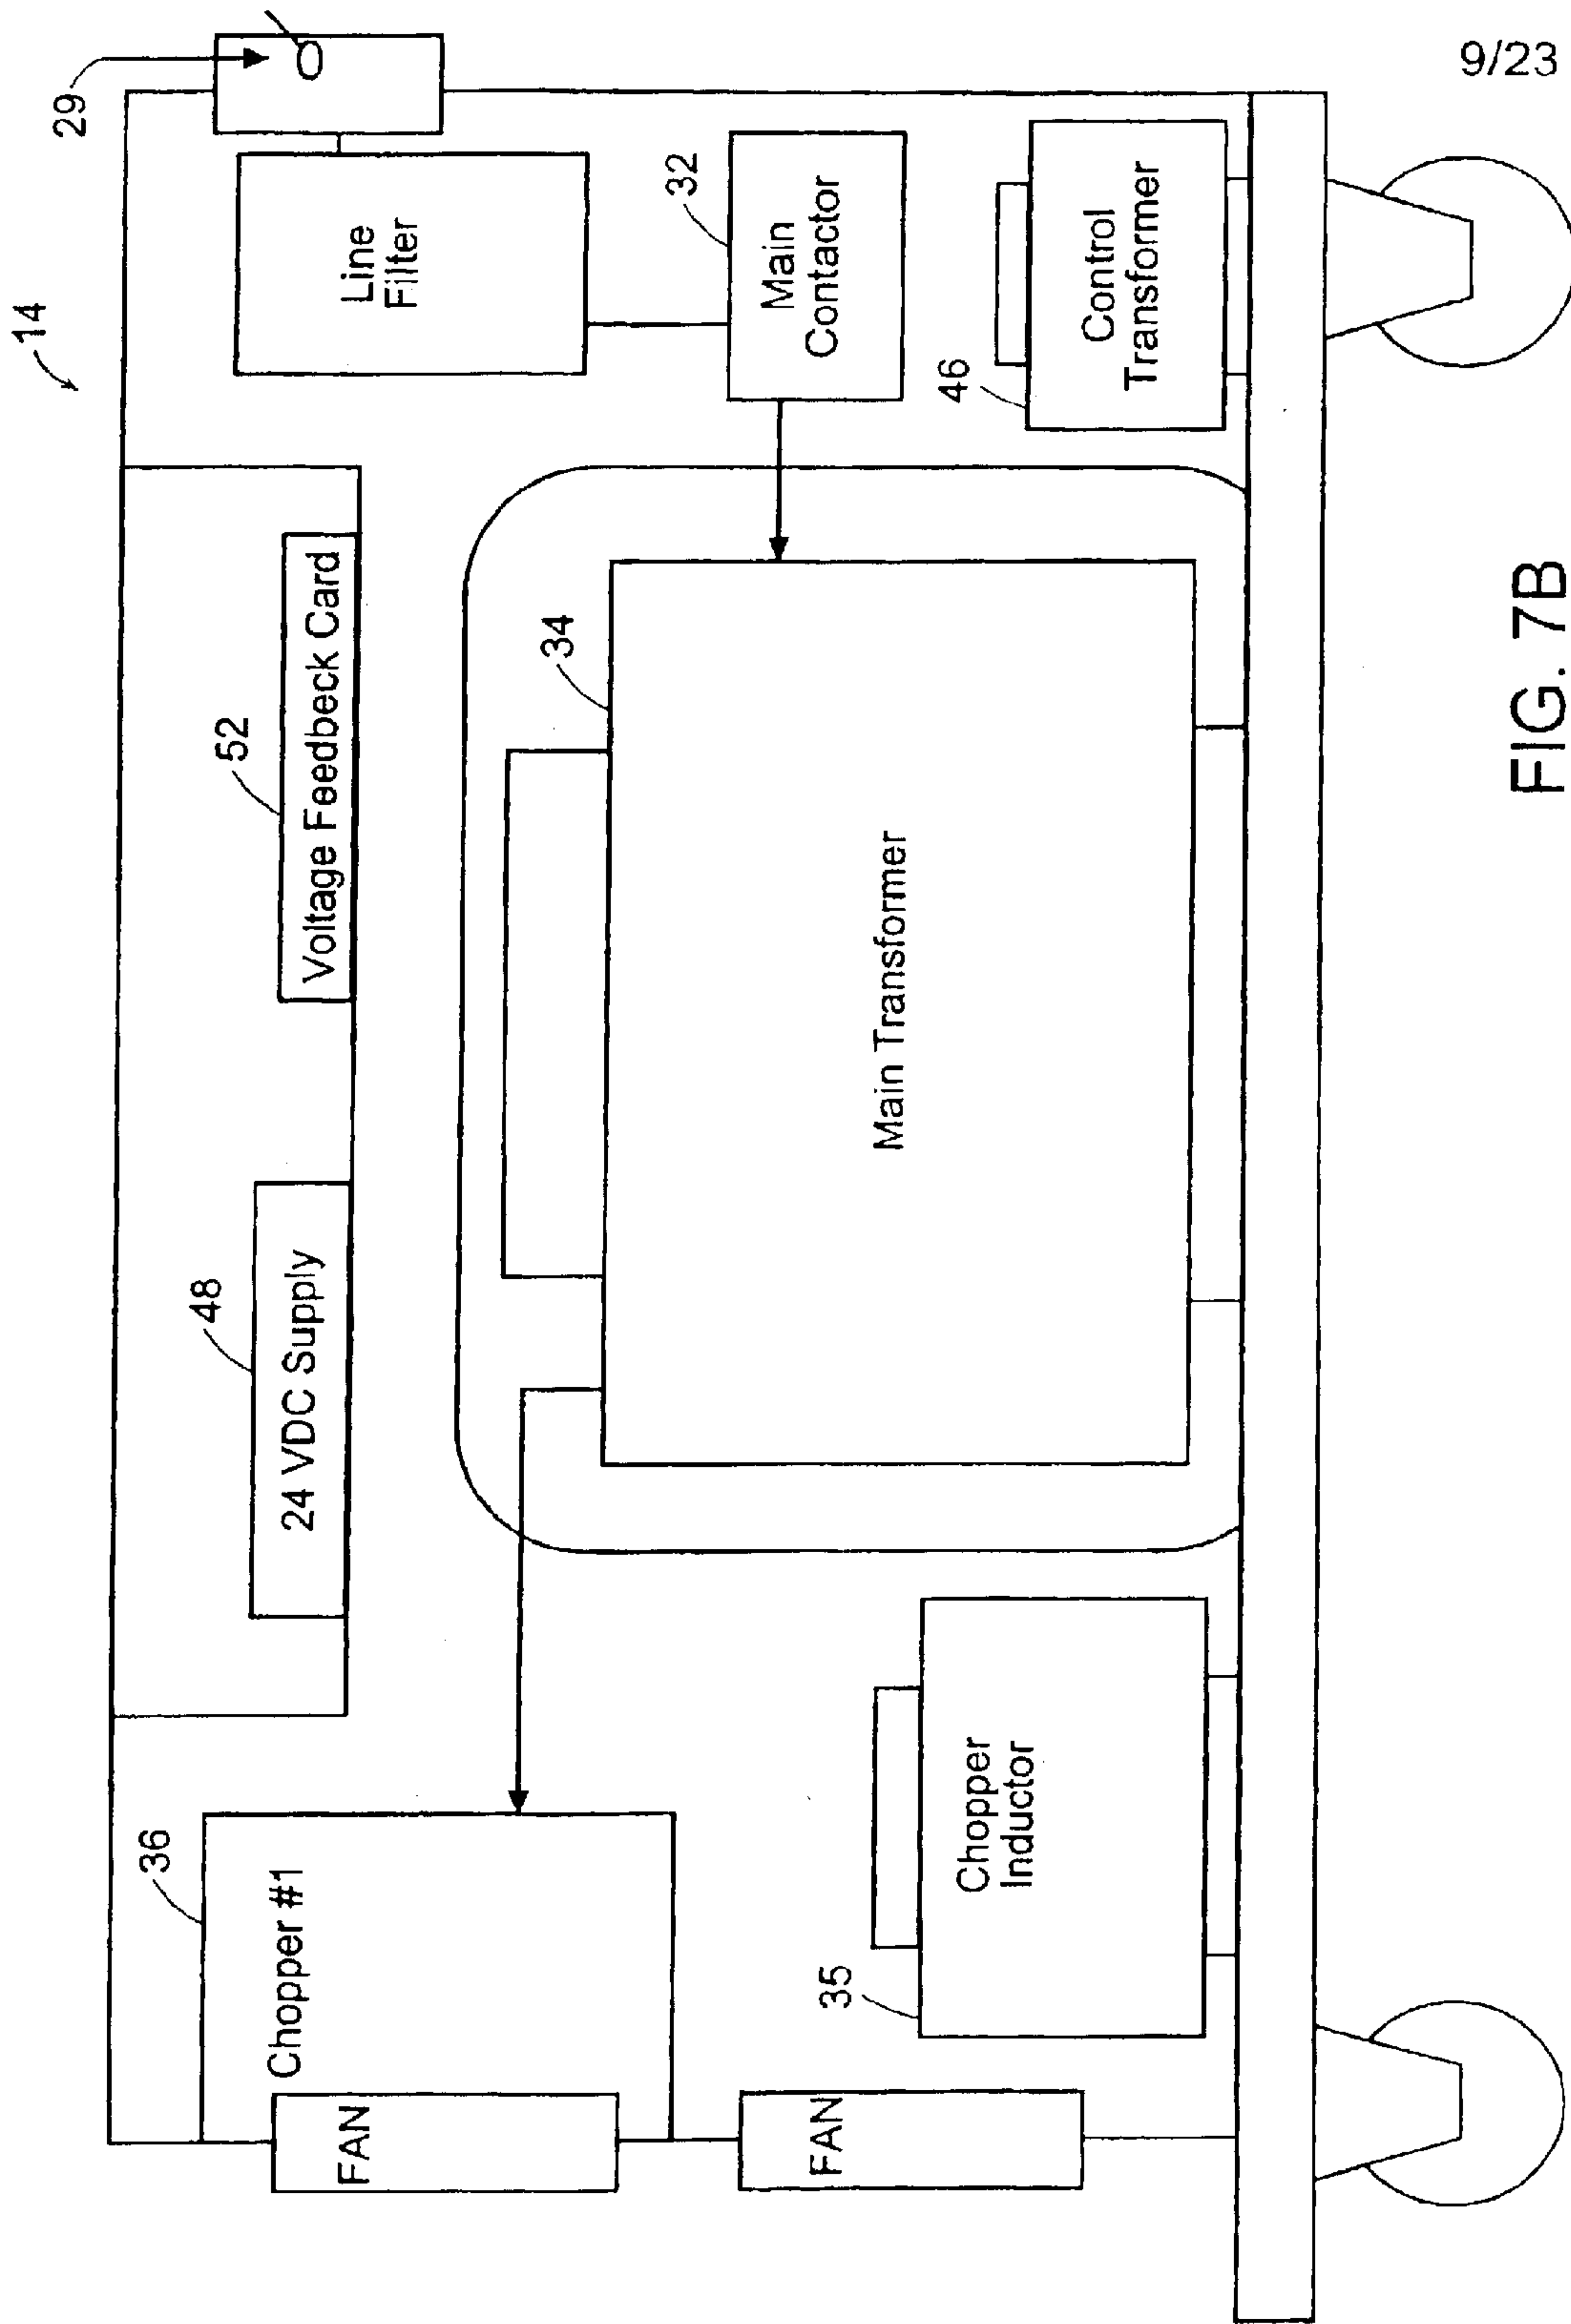 9/23
14
29
Line
Filter
32
Main
Contactor
46
Control
Transformer
52
Voltage Feedbeck Card
48
24 VDC Supply
34
Main Transformer
36
Chopper #1
35
Chopper
Inductor
FAN
FAN
FIG. 7B